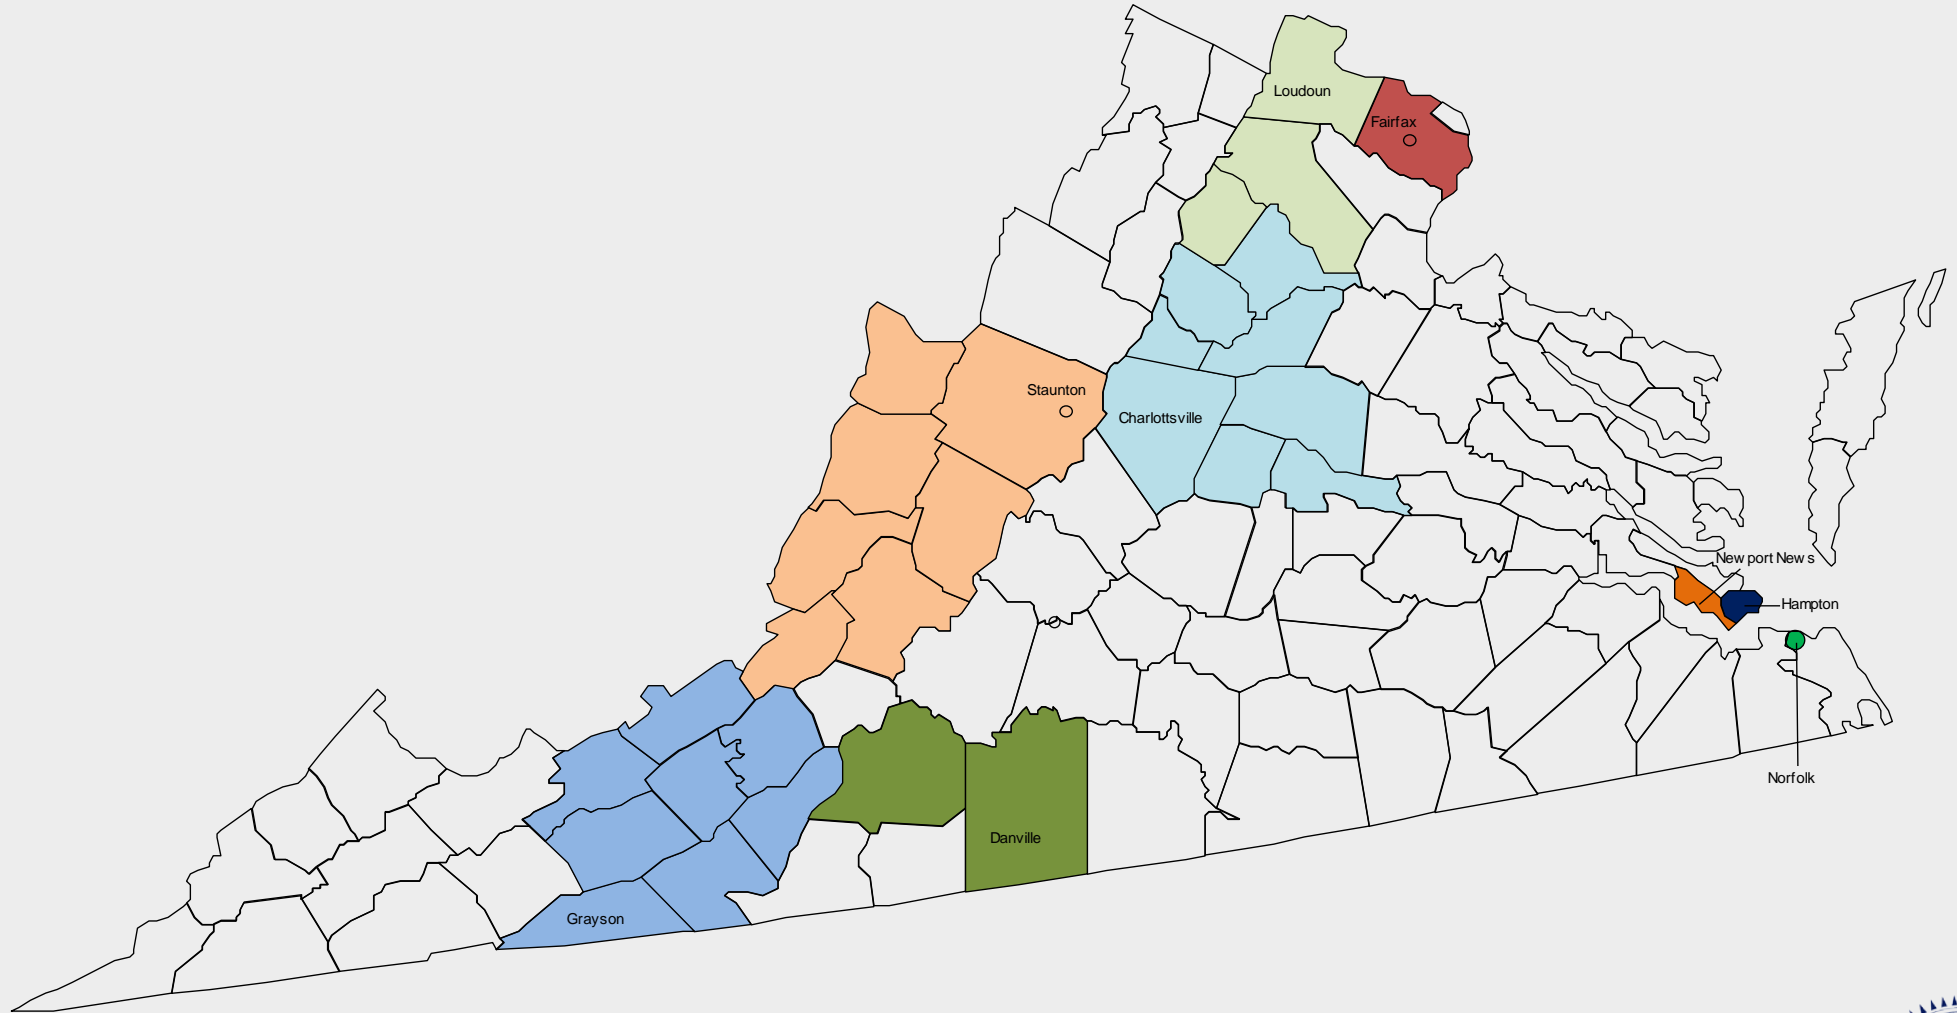 Loudoun
Fairfax
Staunton
Charlottsville
New port New s
Hampton
Norfolk
Danville
Grayson